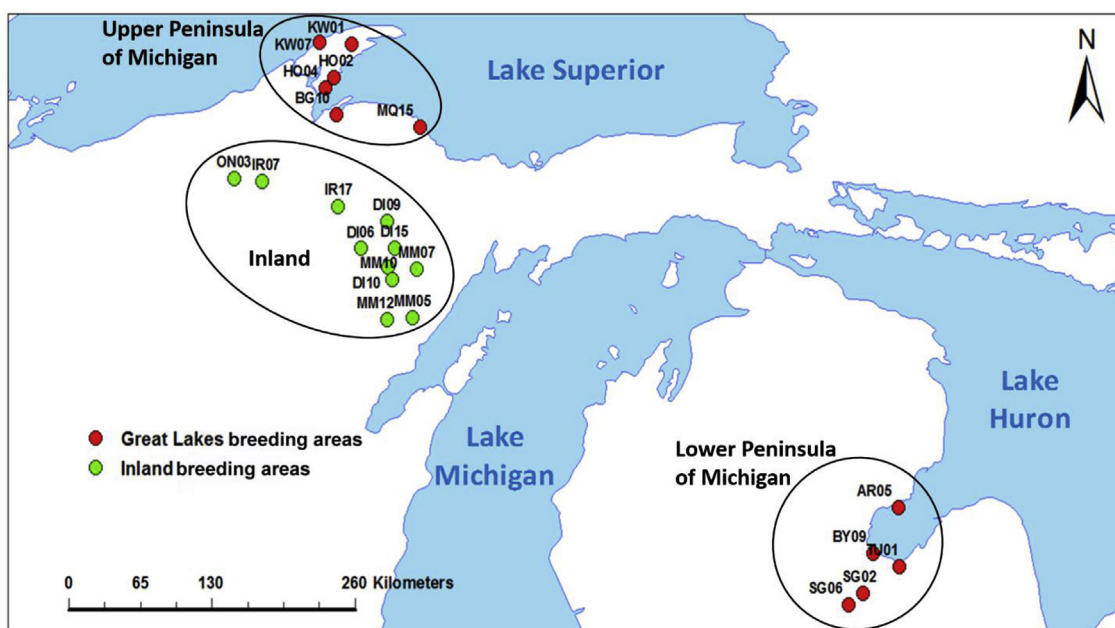 Upper Peninsula
of Michigan
KW01
KW07
HO02
HO04
BG10
MQ15
Lake Superior
N
ON03
IR07
IR17
DI09
DI06
DI15
MM07
MM10
DI10
MM12
MM05
Inland
Great Lakes breeding areas
Inland breeding areas
Lake
Michigan
Lake
Huron
Lower Peninsula
of Michigan
AR05
BY09
TU01
SG02
SG06
0 65 130 260 Kilometers